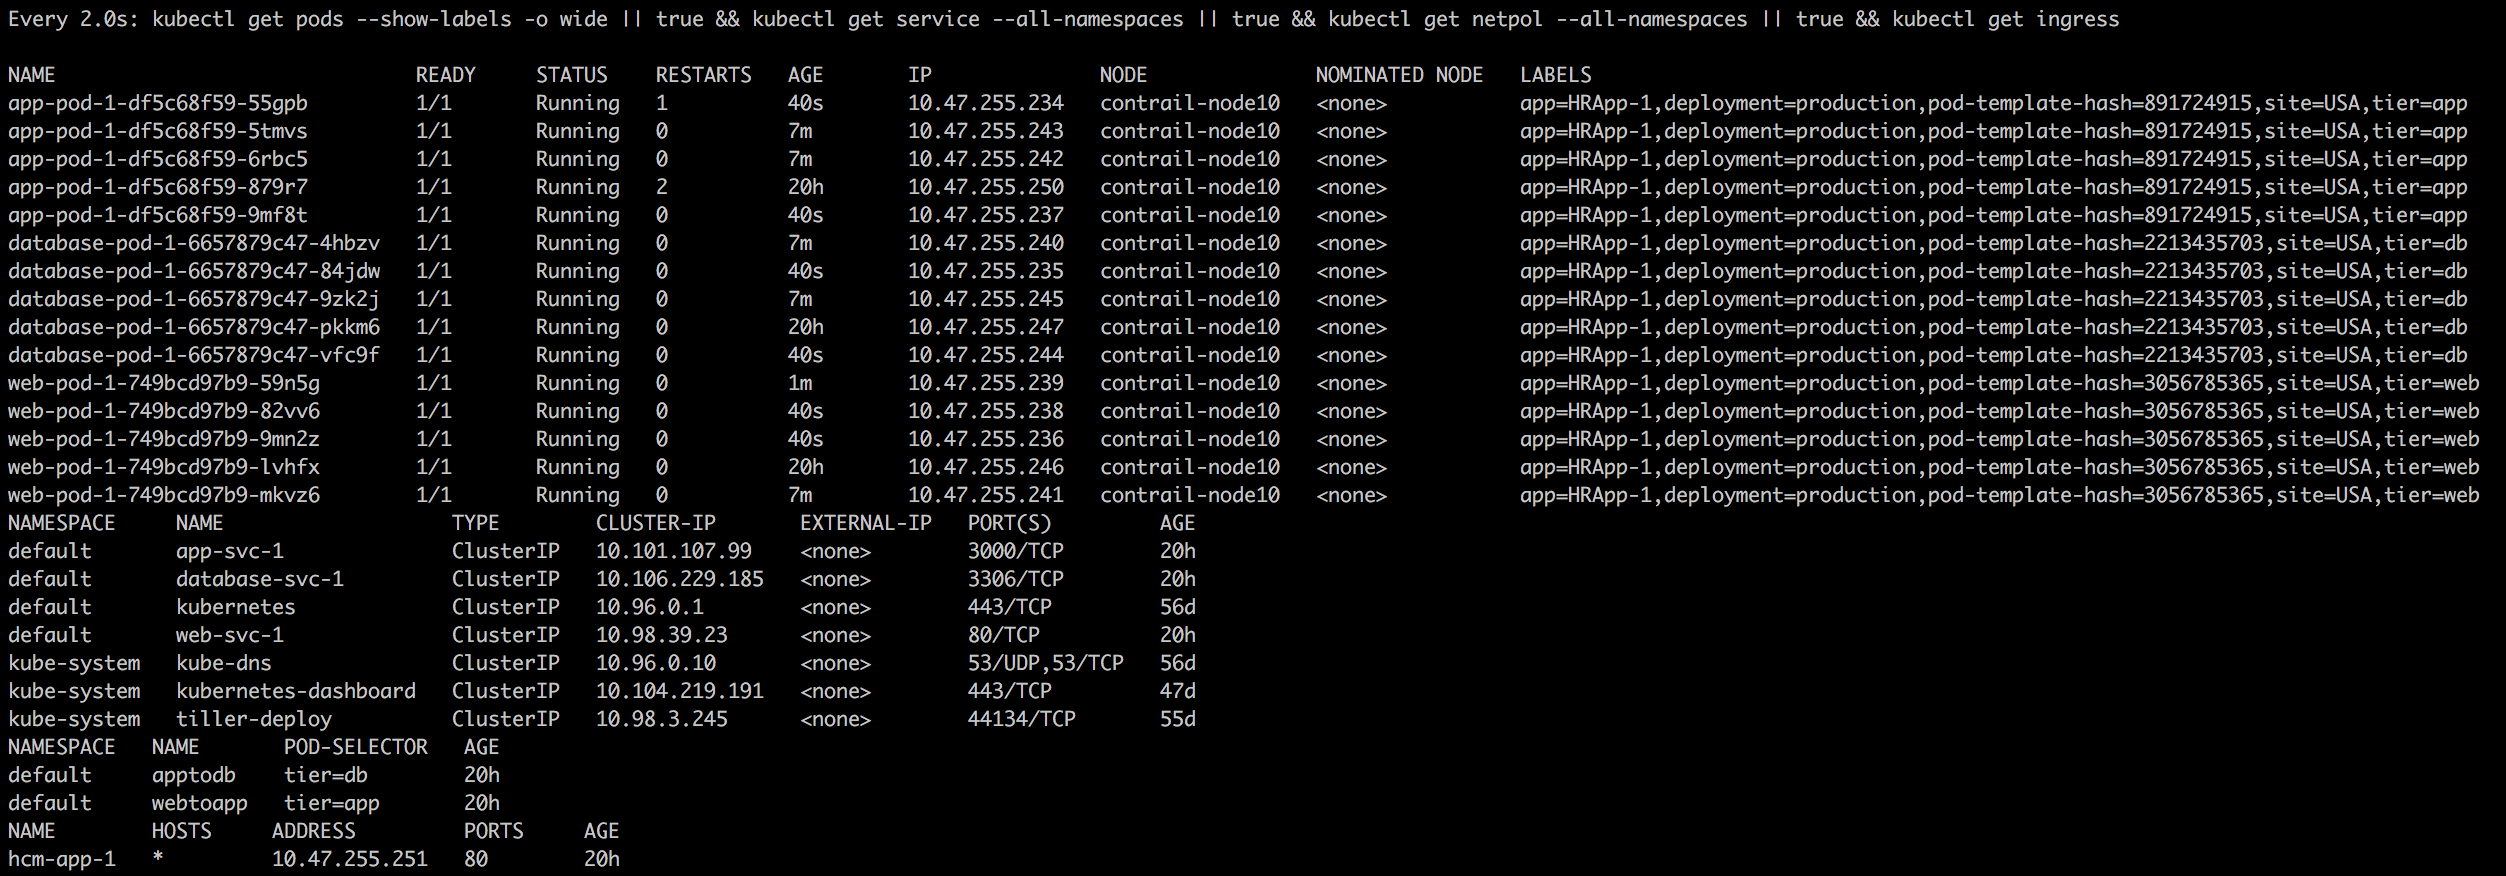 Every 2.0s: kubectl get pods --show-labels -o wide || true && kubectl get service --all-namespaces || true && kubectl get netpol --all-namespaces || true && kubectl get ingress
NAME READY STATUS RESTARTS AGE IP NODE NOMINATED NODE LABELS
app-pod-1-df5c68f59-55gpb 1/1 Running 1 40s 10.47.255.234 contrail-node10 <none> app=HRApp-1,deployment=production,pod-template-hash=891724915,site=USA,tier=app
app-pod-1-df5c68f59-5tmvs 1/1 Running 0 7m 10.47.255.243 contrail-node10 <none> app=HRApp-1,deployment=production,pod-template-hash=891724915,site=USA,tier=app
app-pod-1-df5c68f59-6rbc5 1/1 Running 0 7m 10.47.255.242 contrail-node10 <none> app=HRApp-1,deployment=production,pod-template-hash=891724915,site=USA,tier=app
app-pod-1-df5c68f59-879r7 1/1 Running 2 20h 10.47.255.250 contrail-node10 <none> app=HRApp-1,deployment=production,pod-template-hash=891724915,site=USA,tier=app
app-pod-1-df5c68f59-9mf8t 1/1 Running 0 40s 10.47.255.237 contrail-node10 <none> app=HRApp-1,deployment=production,pod-template-hash=891724915,site=USA,tier=app
database-pod-1-6657879c47-4hbzv 1/1 Running 0 7m 10.47.255.240 contrail-node10 <none> app=HRApp-1,deployment=production,pod-template-hash=2213435703,site=USA,tier=db
database-pod-1-6657879c47-84jdw 1/1 Running 0 40s 10.47.255.235 contrail-node10 <none> app=HRApp-1,deployment=production,pod-template-hash=2213435703,site=USA,tier=db
database-pod-1-6657879c47-9zk2j 1/1 Running 0 7m 10.47.255.245 contrail-node10 <none> app=HRApp-1,deployment=production,pod-template-hash=2213435703,site=USA,tier=db
database-pod-1-6657879c47-pkkm6 1/1 Running 0 20h 10.47.255.247 contrail-node10 <none> app=HRApp-1,deployment=production,pod-template-hash=2213435703,site=USA,tier=db
database-pod-1-6657879c47-vfc9f 1/1 Running 0 40s 10.47.255.244 contrail-node10 <none> app=HRApp-1,deployment=production,pod-template-hash=2213435703,site=USA,tier=db
web-pod-1-749bcd97b9-59n5g 1/1 Running 0 1m 10.47.255.239 contrail-node10 <none> app=HRApp-1,deployment=production,pod-template-hash=3056785365,site=USA,tier=web
web-pod-1-749bcd97b9-82vv6 1/1 Running 0 40s 10.47.255.238 contrail-node10 <none> app=HRApp-1,deployment=production,pod-template-hash=3056785365,site=USA,tier=web
web-pod-1-749bcd97b9-9mn2z 1/1 Running 0 40s 10.47.255.236 contrail-node10 <none> app=HRApp-1,deployment=production,pod-template-hash=3056785365,site=USA,tier=web
web-pod-1-749bcd97b9-lvhfx 1/1 Running 0 20h 10.47.255.246 contrail-node10 <none> app=HRApp-1,deployment=production,pod-template-hash=3056785365,site=USA,tier=web
web-pod-1-749bcd97b9-mkvz6 1/1 Running 0 7m 10.47.255.241 contrail-node10 <none> app=HRApp-1,deployment=production,pod-template-hash=3056785365,site=USA,tier=web
NAMESPACE NAME TYPE CLUSTER-IP EXTERNAL-IP PORT(S) AGE
default app-svc-1 ClusterIP 10.101.107.99 <none> 3000/TCP 20h
default database-svc-1 ClusterIP 10.106.229.185 <none> 3306/TCP 20h
default kubernetes ClusterIP 10.96.0.1 <none> 443/TCP 56d
default web-svc-1 ClusterIP 10.98.39.23 <none> 80/TCP 20h
kube-system kube-dns ClusterIP 10.96.0.10 <none> 53/UDP,53/TCP 56d
kube-system kubernetes-dashboard ClusterIP 10.104.219.191 <none> 443/TCP 47d
kube-system tiller-deploy ClusterIP 10.98.3.245 <none> 44134/TCP 55d
NAMESPACE NAME POD-SELECTOR AGE
default apptodb tier=db 20h
default webtoapp tier=app 20h
NAME HOSTS ADDRESS PORTS AGE
hcm-app-1 * 10.47.255.251 80 20h